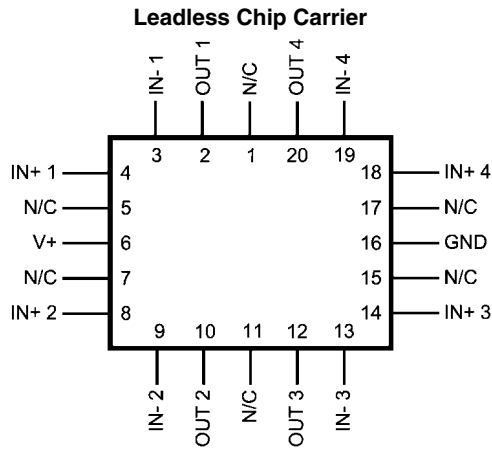 Leadless Chip Carrier
IN- 1
OUT 1
N/C
OUT 4
IN- 4
3 2 1 20 19
IN+ 1 4 18 IN+ 4
N/C 5 17 N/C
V+ 6 16 GND
N/C 7 15 N/C
IN+ 2 8 14 IN+ 3
9 10 11 12 13
IN- 2
OUT 2
N/C
OUT 3
IN- 3